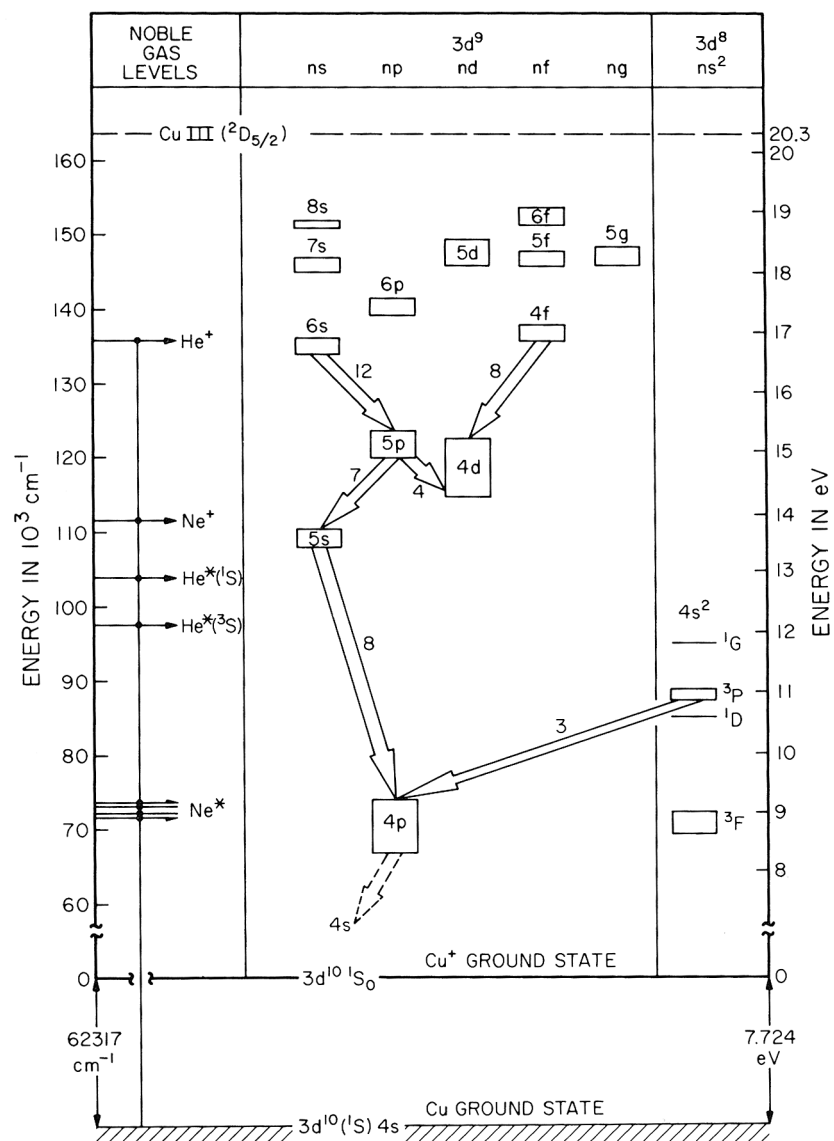 NOBLE
GAS
LEVELS
3d⁹
ns np nd nf ng
3d⁸
ns²
Cu III (²D₅/₂)
20.3
ENERGY IN 10³ cm⁻¹
160
150
140
130
120
110
100
90
80
70
60
0
ENERGY IN eV
20
19
18
17
16
15
14
13
12
11
10
9
8
0
He⁺
Ne⁺
He*(¹S)
He*(³S)
Ne*
8s
7s
6s
5s
6p
5p
4p
5d
4d
6f
5f
4f
5g
12
8
7
4
8
3
4s
4s²
¹G
³P
¹D
³F
Cu⁺ GROUND STATE
3d¹⁰ ¹S₀
62317
cm⁻¹
7.724
eV
Cu GROUND STATE
3d¹⁰(¹S) 4s